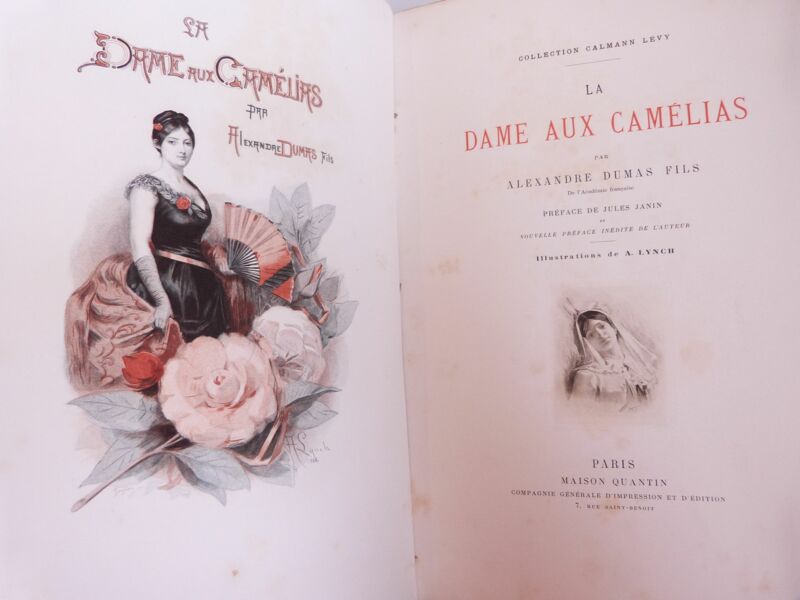 LA
DAME AUX CAMÉLIAS
PAR
ALEXANDRE DUMAS Fils
A. Lynch
COLLECTION CALMANN LÉVY
LA
DAME AUX CAMÉLIAS
PAR
ALEXANDRE DUMAS FILS
De l'Académie française
PRÉFACE DE JULES JANIN
ET
NOUVELLE PRÉFACE INÉDITE DE L'AUTEUR
Illustrations de A. LYNCH
PARIS
MAISON QUANTIN
COMPAGNIE GÉNÉRALE D'IMPRESSION ET D'ÉDITION
7, RUE SAINT-BENOIT